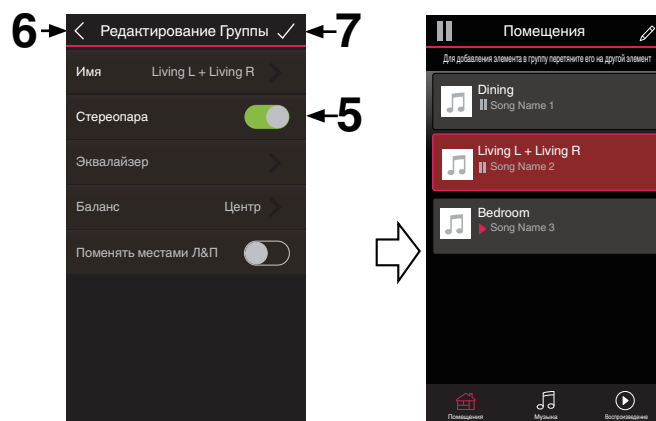 6
Редактирование Группы
7
Имя Living L + Living R
Стереопара
5
Эквалайзер
Баланс Центр
Поменять местами Л&П
Помещения
Для добавления элемента в группу перетяните его на другой элемент
Dining
Song Name 1
Living L + Living R
Song Name 2
Bedroom
Song Name 3
Помещения Музыка Воспроизведение